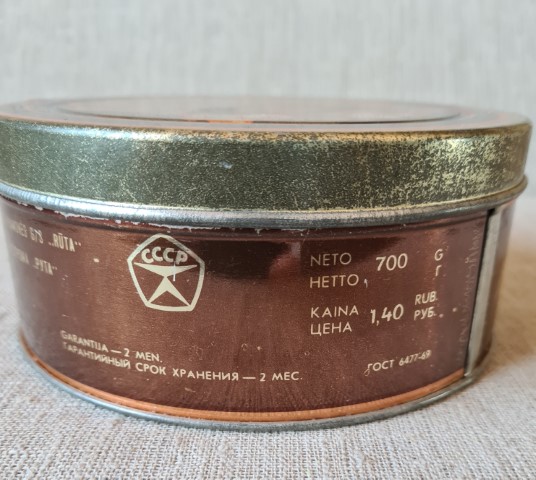 „RŪTA“
„РУТА“
СССР
NETO 700 G
НЕТТО Г
KAINA 1,40 RUB.
ЦЕНА РУБ.
GARANTIJA — 2 MĖN.
ГАРАНТИЙНЫЙ СРОК ХРАНЕНИЯ — 2 МЕС.
ГОСТ 6477-69